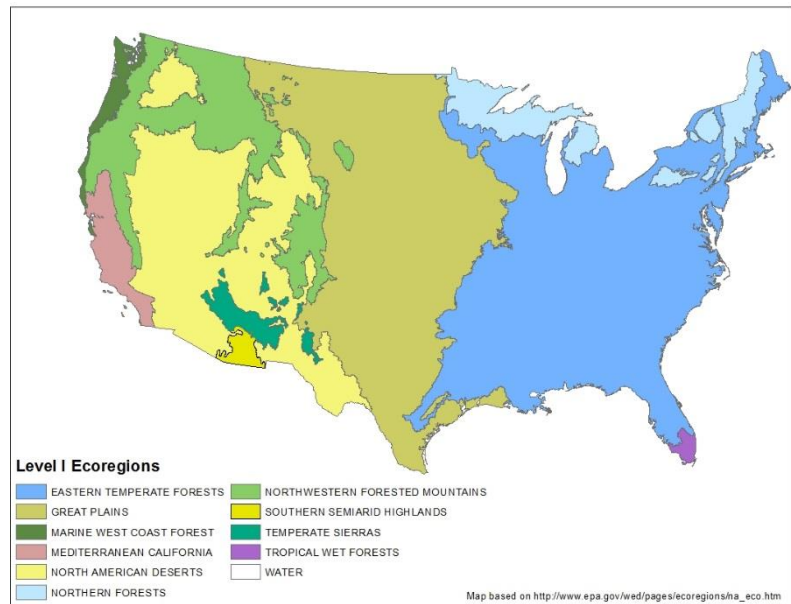 Level I Ecoregions
EASTERN TEMPERATE FORESTS
GREAT PLAINS
MARINE WEST COAST FOREST
MEDITERRANEAN CALIFORNIA
NORTH AMERICAN DESERTS
NORTHERN FORESTS
NORTHWESTERN FORESTED MOUNTAINS
SOUTHERN SEMIARID HIGHLANDS
TEMPERATE SIERRAS
TROPICAL WET FORESTS
WATER
Map based on http://www.epa.gov/wed/pages/ecoregions/na_eco.htm